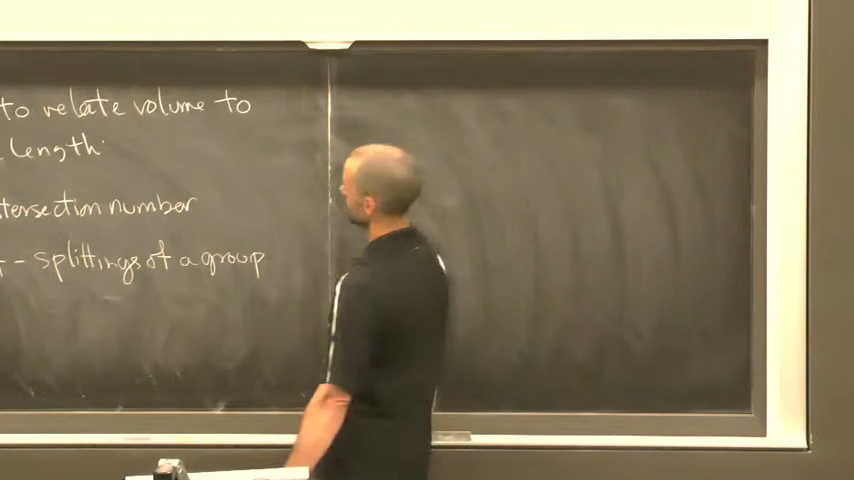 to relate volume to
Length.
tersection number
- splittings of a group